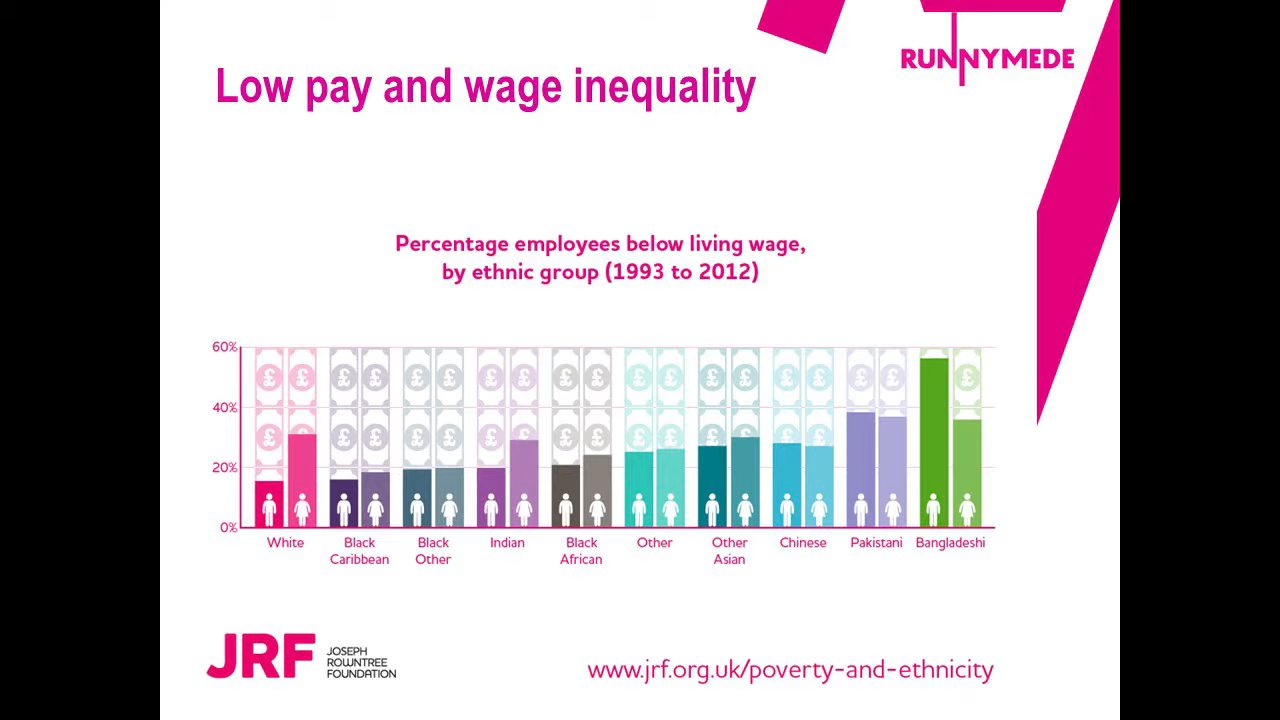 RUNNYMEDE
Low pay and wage inequality
Percentage employees below living wage,
by ethnic group (1993 to 2012)
60%
40%
20%
0%
£ £ £ £ £ £ £ £ £ £ £ £ £ £ £ £ £ £ £
£ £ £ £ £ £ £ £ £ £ £ £ £ £ £ £
White
Black
Caribbean
Black
Other
Indian
Black
African
Other
Other
Asian
Chinese
Pakistani
Bangladeshi
JRF
JOSEPH
ROWNTREE
FOUNDATION
www.jrf.org.uk/poverty-and-ethnicity